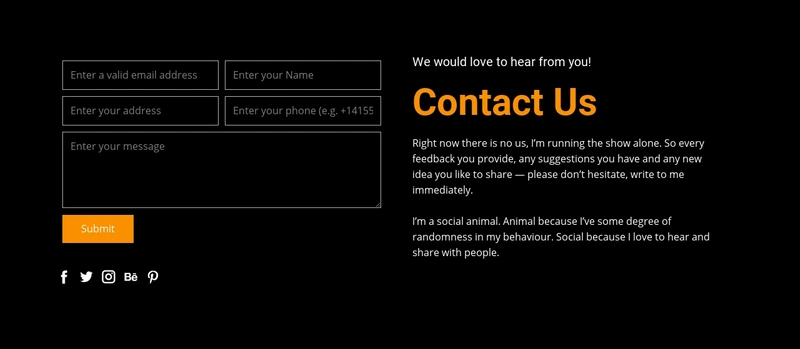 Enter a valid email address
Enter your Name
Enter your address
Enter your phone (e.g. +14155
Enter your message
Submit
We would love to hear from you!
Contact Us
Right now there is no us, I'm running the show alone. So every
feedback you provide, any suggestions you have and any new
idea you like to share — please don't hesitate, write to me
immediately.
I'm a social animal. Animal because I've some degree of
randomness in my behaviour. Social because I love to hear and
share with people.